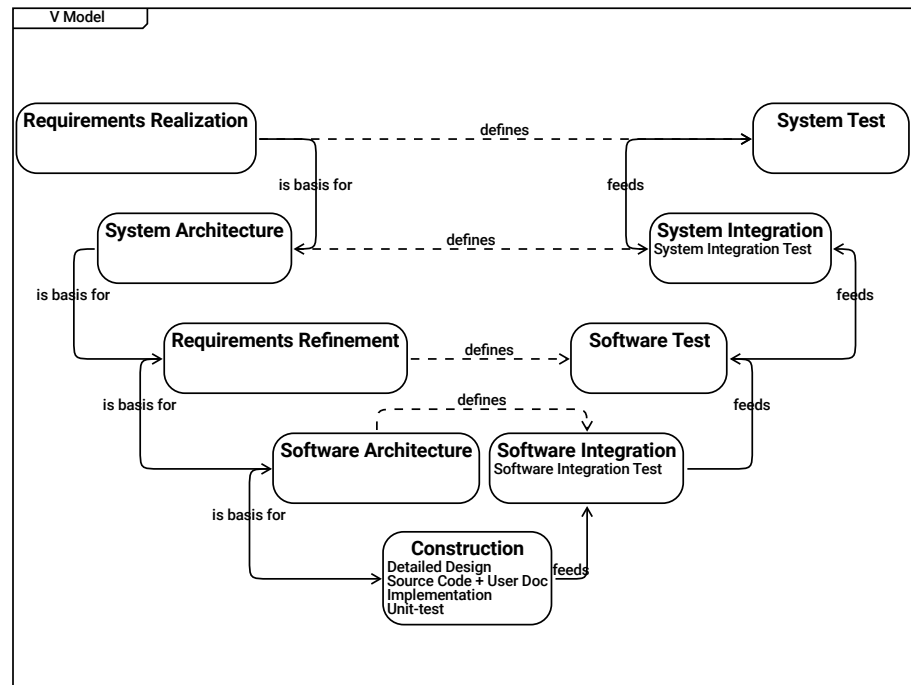 V Model
Requirements Realization
defines
System Test
is basis for
feeds
System Architecture
defines
System Integration
System Integration Test
is basis for
feeds
Requirements Refinement
defines
Software Test
is basis for
defines
feeds
Software Architecture
Software Integration
Software Integration Test
is basis for
Construction
Detailed Design
Source Code + User Doc
Implementation
Unit-test
feeds